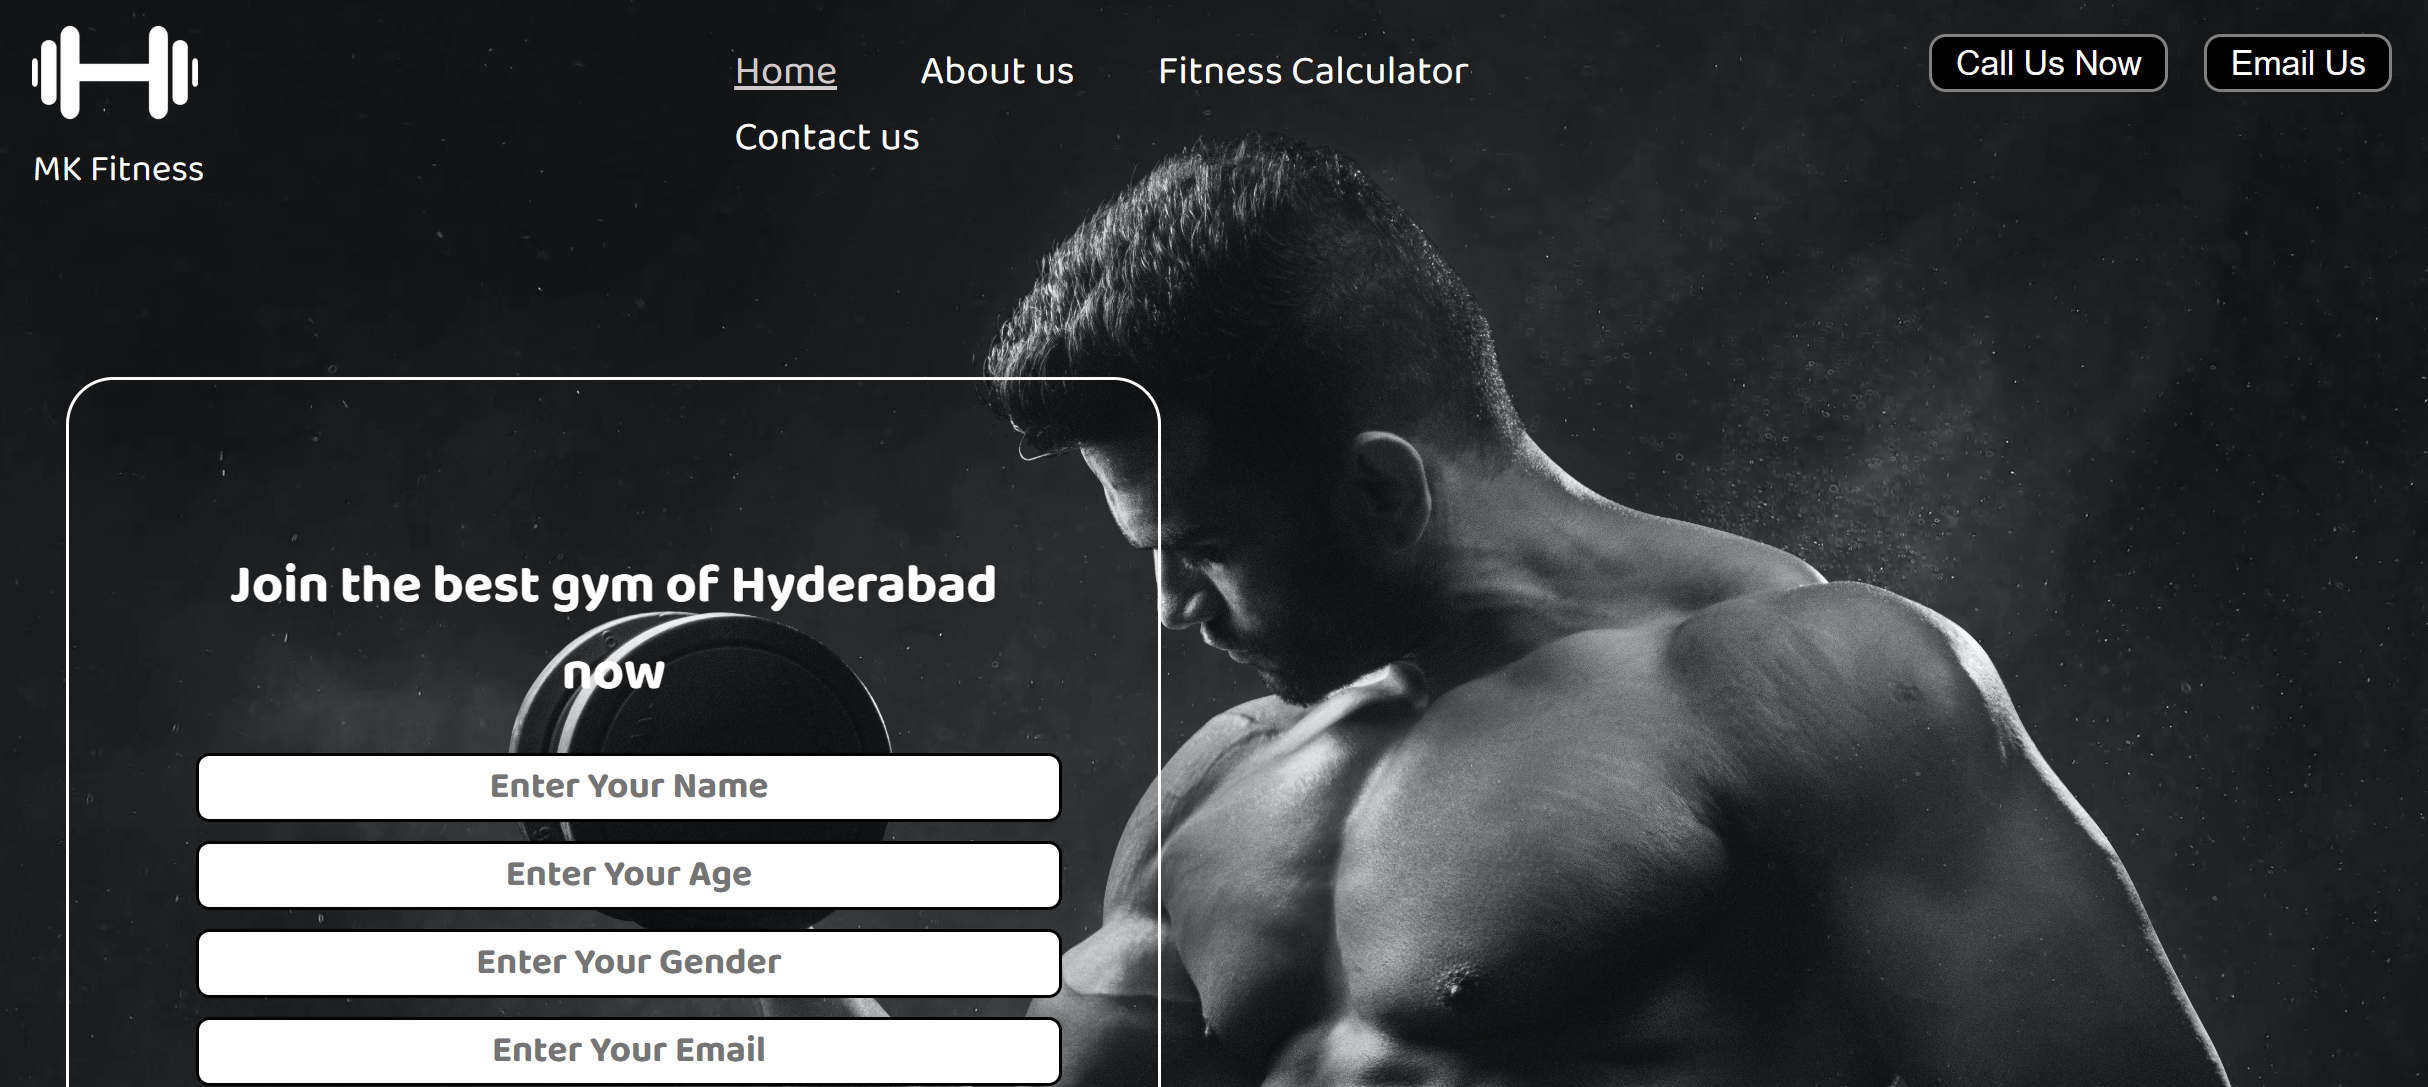 Home About us Fitness Calculator
Contact us
Call Us Now Email Us
MK Fitness
Join the best gym of Hyderabad
now
Enter Your Name
Enter Your Age
Enter Your Gender
Enter Your Email